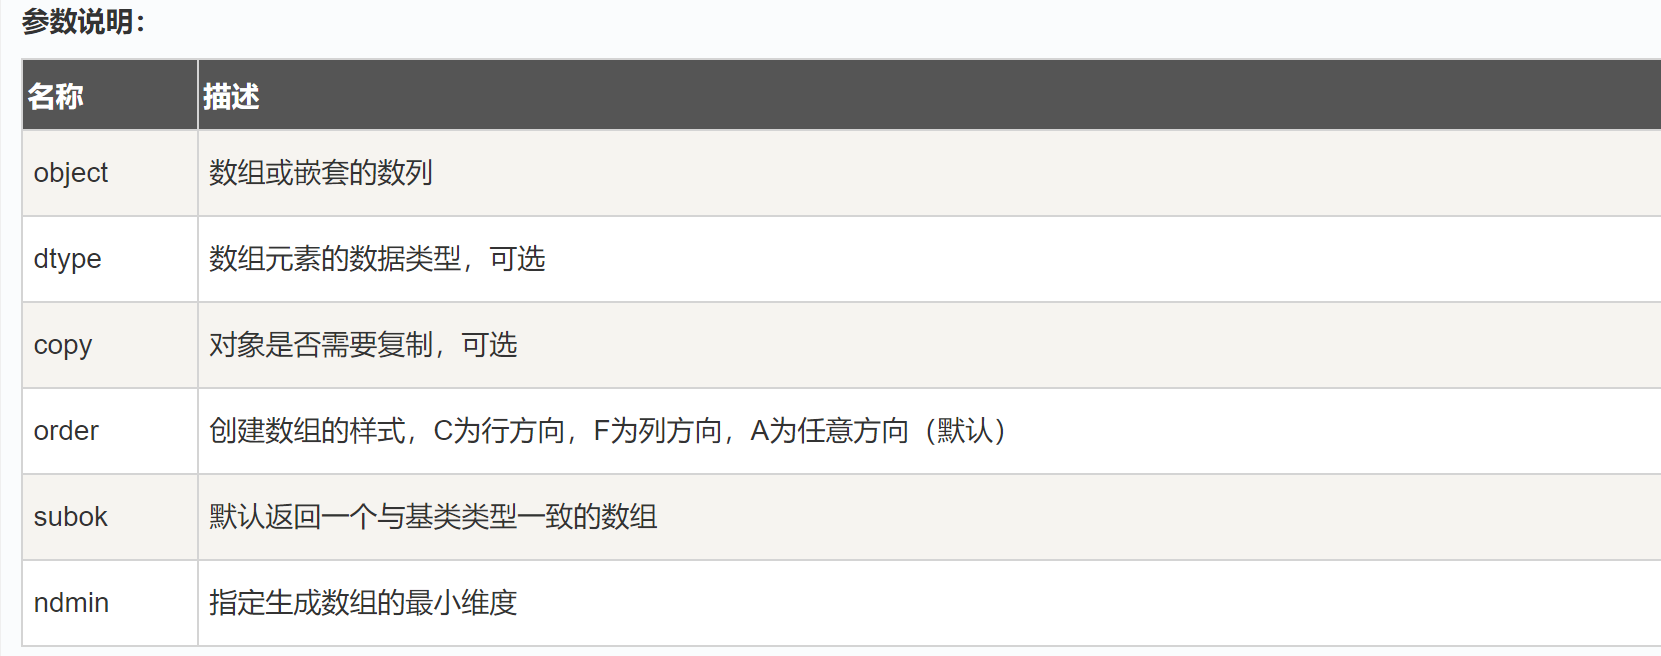 参数说明：
名称 描述
object 数组或嵌套的数列
dtype 数组元素的数据类型，可选
copy 对象是否需要复制，可选
order 创建数组的样式，C为行方向，F为列方向，A为任意方向（默认）
subok 默认返回一个与基类类型一致的数组
ndmin 指定生成数组的最小维度